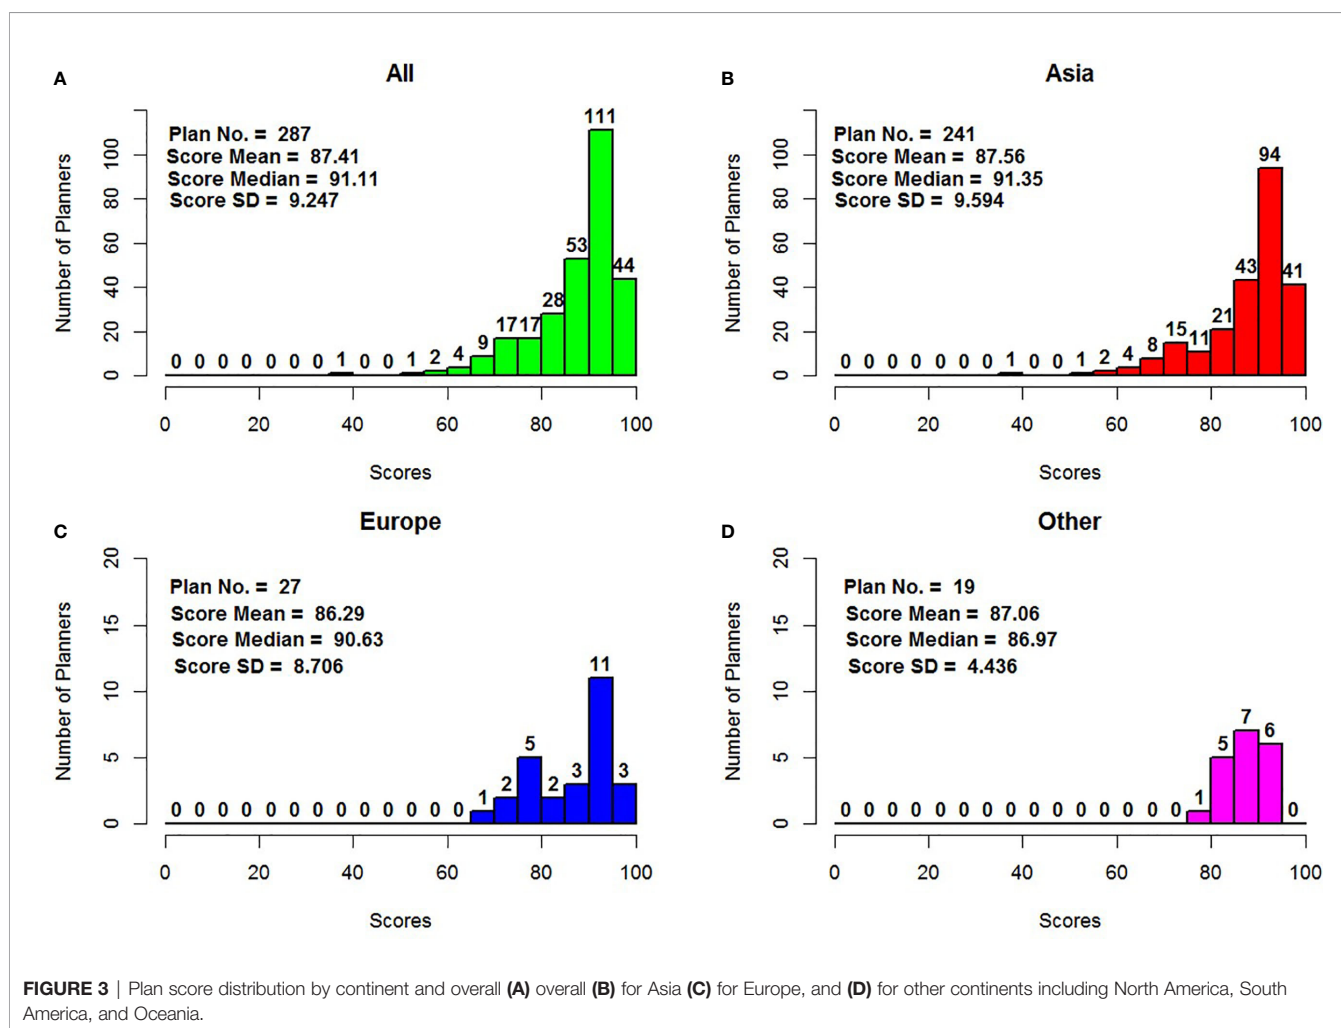 A
All
Plan No. = 287
Score Mean = 87.41
Score Median = 91.11
Score SD = 9.247
Number of Planners
0 20 40 60 80 100
0 0 0 0 0 0 0 1 0 0 1 2 4 9 17 17 28 53 111 44
0 20 40 60 80 100
Scores
B
Asia
Plan No. = 241
Score Mean = 87.56
Score Median = 91.35
Score SD = 9.594
Number of Planners
0 20 40 60 80 100
0 0 0 0 0 0 0 1 0 0 1 2 4 8 15 11 21 43 94 41
0 20 40 60 80 100
Scores
C
Europe
Plan No. = 27
Score Mean = 86.29
Score Median = 90.63
Score SD = 8.706
Number of Planners
0 5 10 15 20
0 0 0 0 0 0 0 0 0 0 0 0 0 1 2 5 2 3 11 3
0 20 40 60 80 100
Scores
D
Other
Plan No. = 19
Score Mean = 87.06
Score Median = 86.97
Score SD = 4.436
Number of Planners
0 5 10 15 20
0 0 0 0 0 0 0 0 0 0 0 0 0 0 0 1 5 7 6 0
0 20 40 60 80 100
Scores
FIGURE 3 | Plan score distribution by continent and overall (A) overall (B) for Asia (C) for Europe, and (D) for other continents including North America, South
America, and Oceania.